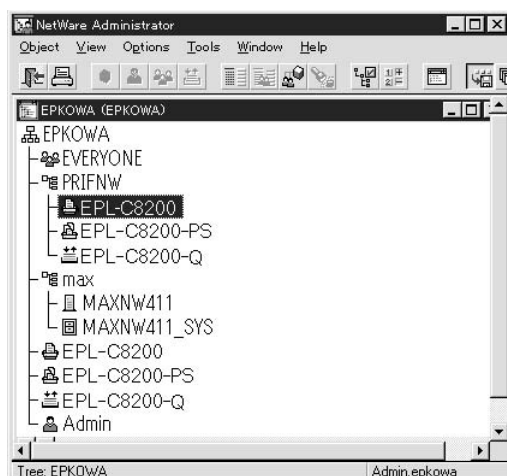 NetWare Administrator
Object View Options Tools Window Help
EPKOWA (EPKOWA)
EPKOWA
EVERYONE
PRIFNW
EPL-C8200
EPL-C8200-PS
EPL-C8200-Q
max
MAXNW411
MAXNW411_SYS
EPL-C8200
EPL-C8200-PS
EPL-C8200-Q
Admin
Tree: EPKOWA Admin.epkowa